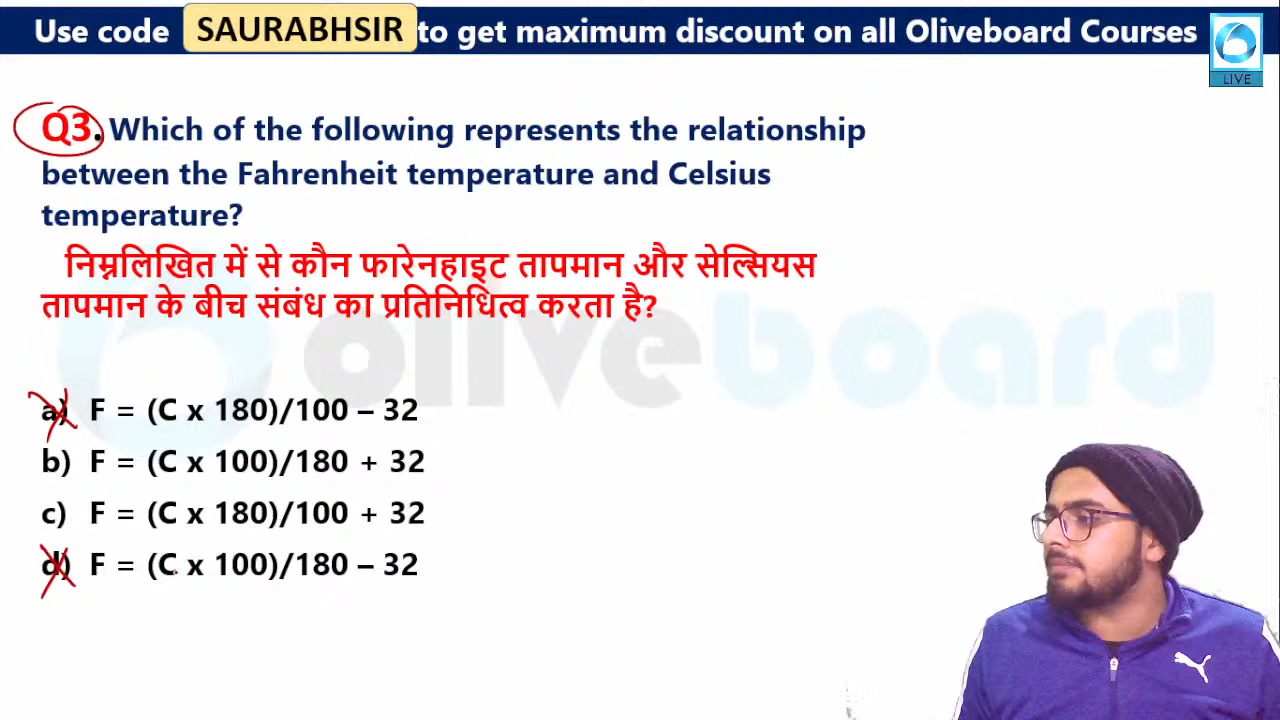 Use code SAURABHSIR to get maximum discount on all Oliveboard Courses
LIVE
Q3. Which of the following represents the relationship
between the Fahrenheit temperature and Celsius
temperature?
निम्नलिखित में से कौन फारेनहाइट तापमान और सेल्सियस
तापमान के बीच संबंध का प्रतिनिधित्व करता है?
oliveboard
a) F = (C x 180)/100 – 32
b) F = (C x 100)/180 + 32
c) F = (C x 180)/100 + 32
d) F = (C x 100)/180 – 32